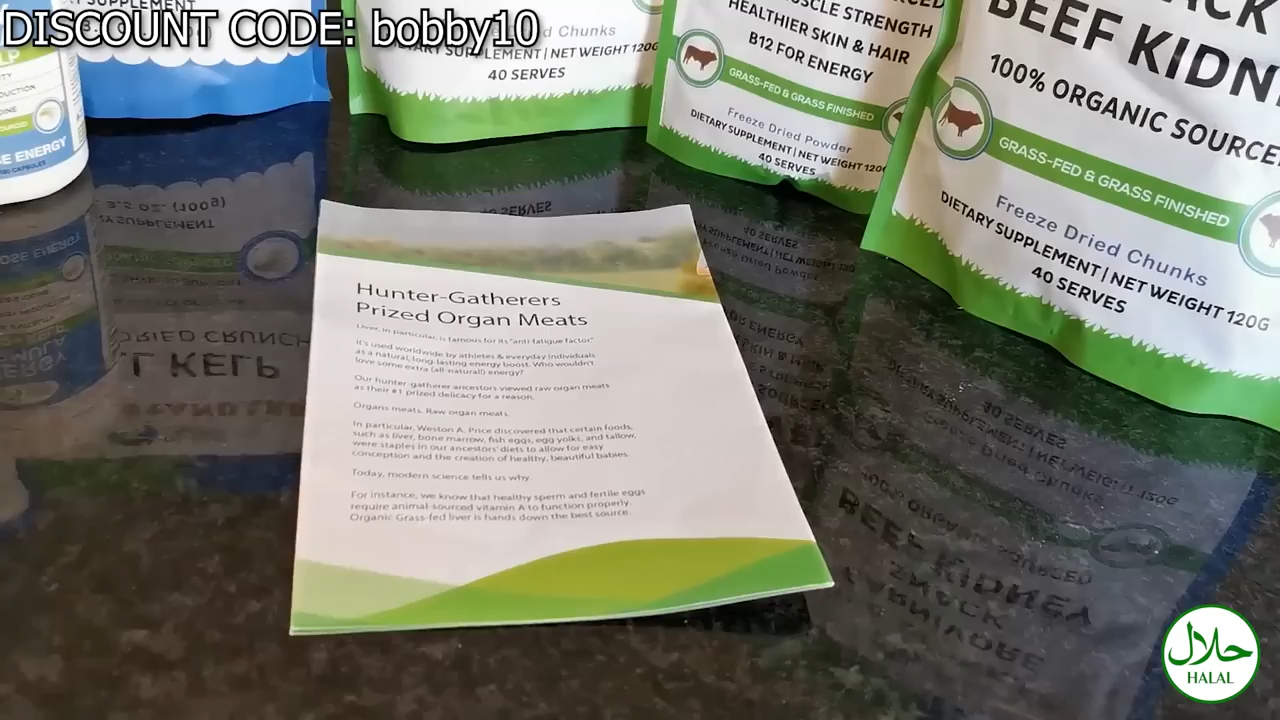 DISCOUNT CODE: bobby10
ODUCTION
DINE
SE ENERGY
SUPPLEMENT
Freeze Dried Chunks
DIETARY SUPPLEMENT | NET WEIGHT 120G
40 SERVES
MUSCLE STRENGTH
HEALTHIER SKIN & HAIR
B12 FOR ENERGY
GRASS-FED & GRASS FINISHED
Freeze Dried Powder
DIETARY SUPPLEMENT | NET WEIGHT 120G
40 SERVES
BEEF KIDN
100% ORGANIC SOURCE
GRASS-FED & GRASS FINISHED
Freeze Dried Chunks
DIETARY SUPPLEMENT | NET WEIGHT 120G
40 SERVES
Hunter-Gatherers
Prized Organ Meats
Liver, in particular, is famous for its "anti fatigue factor"
It's used worldwide by athletes & everyday individuals
as a natural, long-lasting energy boost. Who wouldn't
love some extra (all-natural) energy?
Our hunter-gatherer ancestors viewed raw organ meats
as their #1 prized delicacy for a reason.
Organs meats. Raw organ meats.
In particular, Weston A. Price discovered that certain foods,
such as liver, bone marrow, fish eggs, egg yolks, and tallow,
were staples in our ancestors' diets to allow for easy
conception and the creation of healthy, beautiful babies.
Today, modern science tells us why.
For instance, we know that healthy sperm and fertile eggs
require animal-sourced vitamin A to function properly.
Organic Grass-fed liver is hands down the best source.
حلال
HALAL